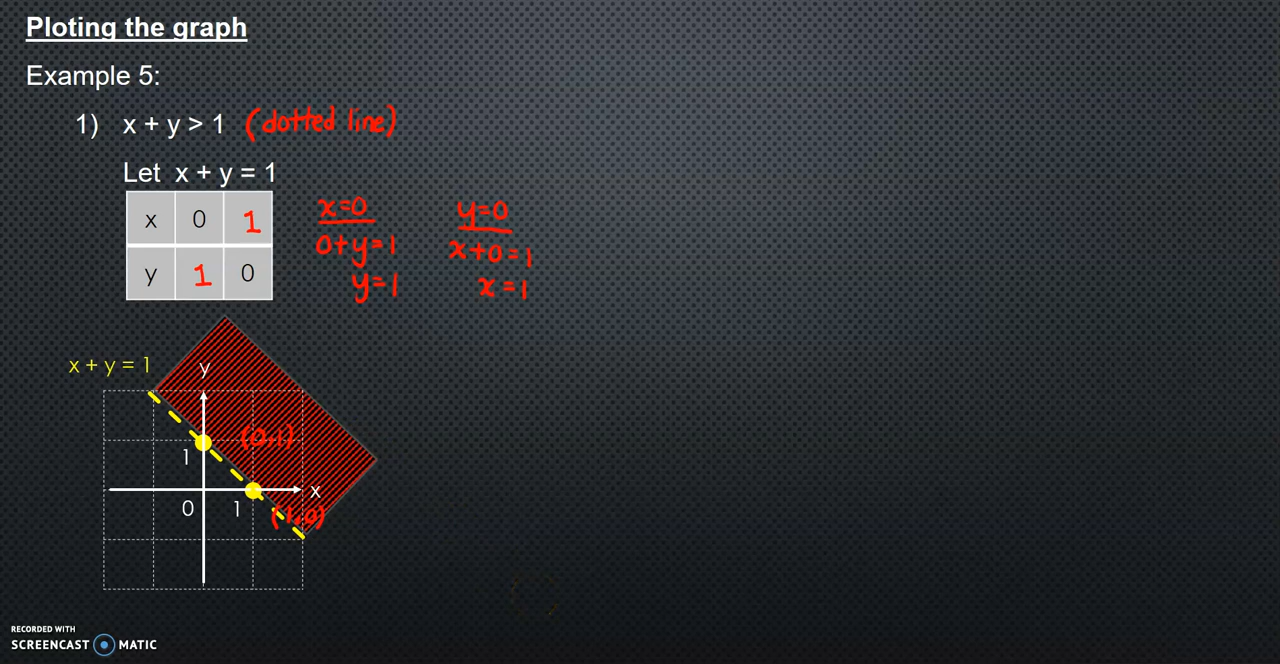 Ploting the graph
Example 5:
1) x + y > 1 (dotted line)
Let x + y = 1
x 0 1
y 1 0
x=0
0+y=1
y=1
y=0
x+0=1
x=1
x + y = 1
y
(0,1)
1
x
0 1
(1,0)
RECORDED WITH
SCREENCAST MATIC